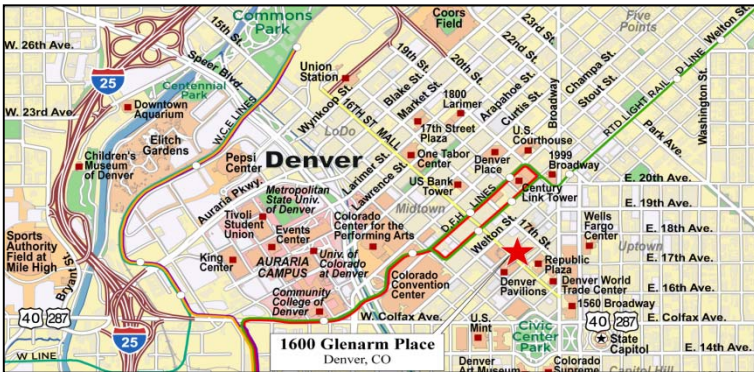 Commons
Park
Coors
Field
23rd St.
22nd St.
20th St.
19th St.
Five
Points
Welton St.
D LINE
RTD LIGHT RAIL
W. 26th Ave.
15th St.
Speer Blvd.
Union
Station
25
Centennial
Park
W. 23rd Ave.
Downtown
Aquarium
Wynkoop St.
Blake St.
Market St.
1800
Larimer
Arapahoe St.
Curtis St.
Champa St.
Stout St.
Broadway
Park Ave.
Washington St.
W.C.E LINES
LoDo
16TH ST. MALL
17th Street
Plaza
U.S.
Courthouse
Elitch
Gardens
Children's
Museum
of Denver
Pepsi
Center
Denver
Larimer St.
Lawrence St.
One Tabor
Center
Denver
Place
1999
Broadway
US Bank
Tower
Century
Link Tower
E. 20th Ave.
E. 19th Ave.
Auraria Pkwy.
Metropolitan
State Univ.
of Denver
Midtown
D.F.H LINES
Tivoli
Student
Union
Events
Center
Colorado
Center for the
Performing Arts
Welton St.
17th St.
Wells
Fargo
Center
E. 18th Ave.
Uptown
Sports
Authority
Field at
Mile High
King
Center
AURARIA
CAMPUS
Univ. of
Colorado
at Denver
Republic
Plaza
E. 17th Ave.
Bryant St.
Community
College of
Denver
Colorado
Convention
Center
Denver
Pavilions
Denver World
Trade Center
E. 16th Ave.
1560 Broadway
40 287
W. Colfax Ave.
E. Colfax Ave.
25
1600 Glenarm Place
Denver, CO
U.S.
Mint
Civic
Center
Park
40 287
State
Capitol
W LINE
E. 14th Ave.
Denver
Art Museum
Colorado
Supreme
Capitol Hill